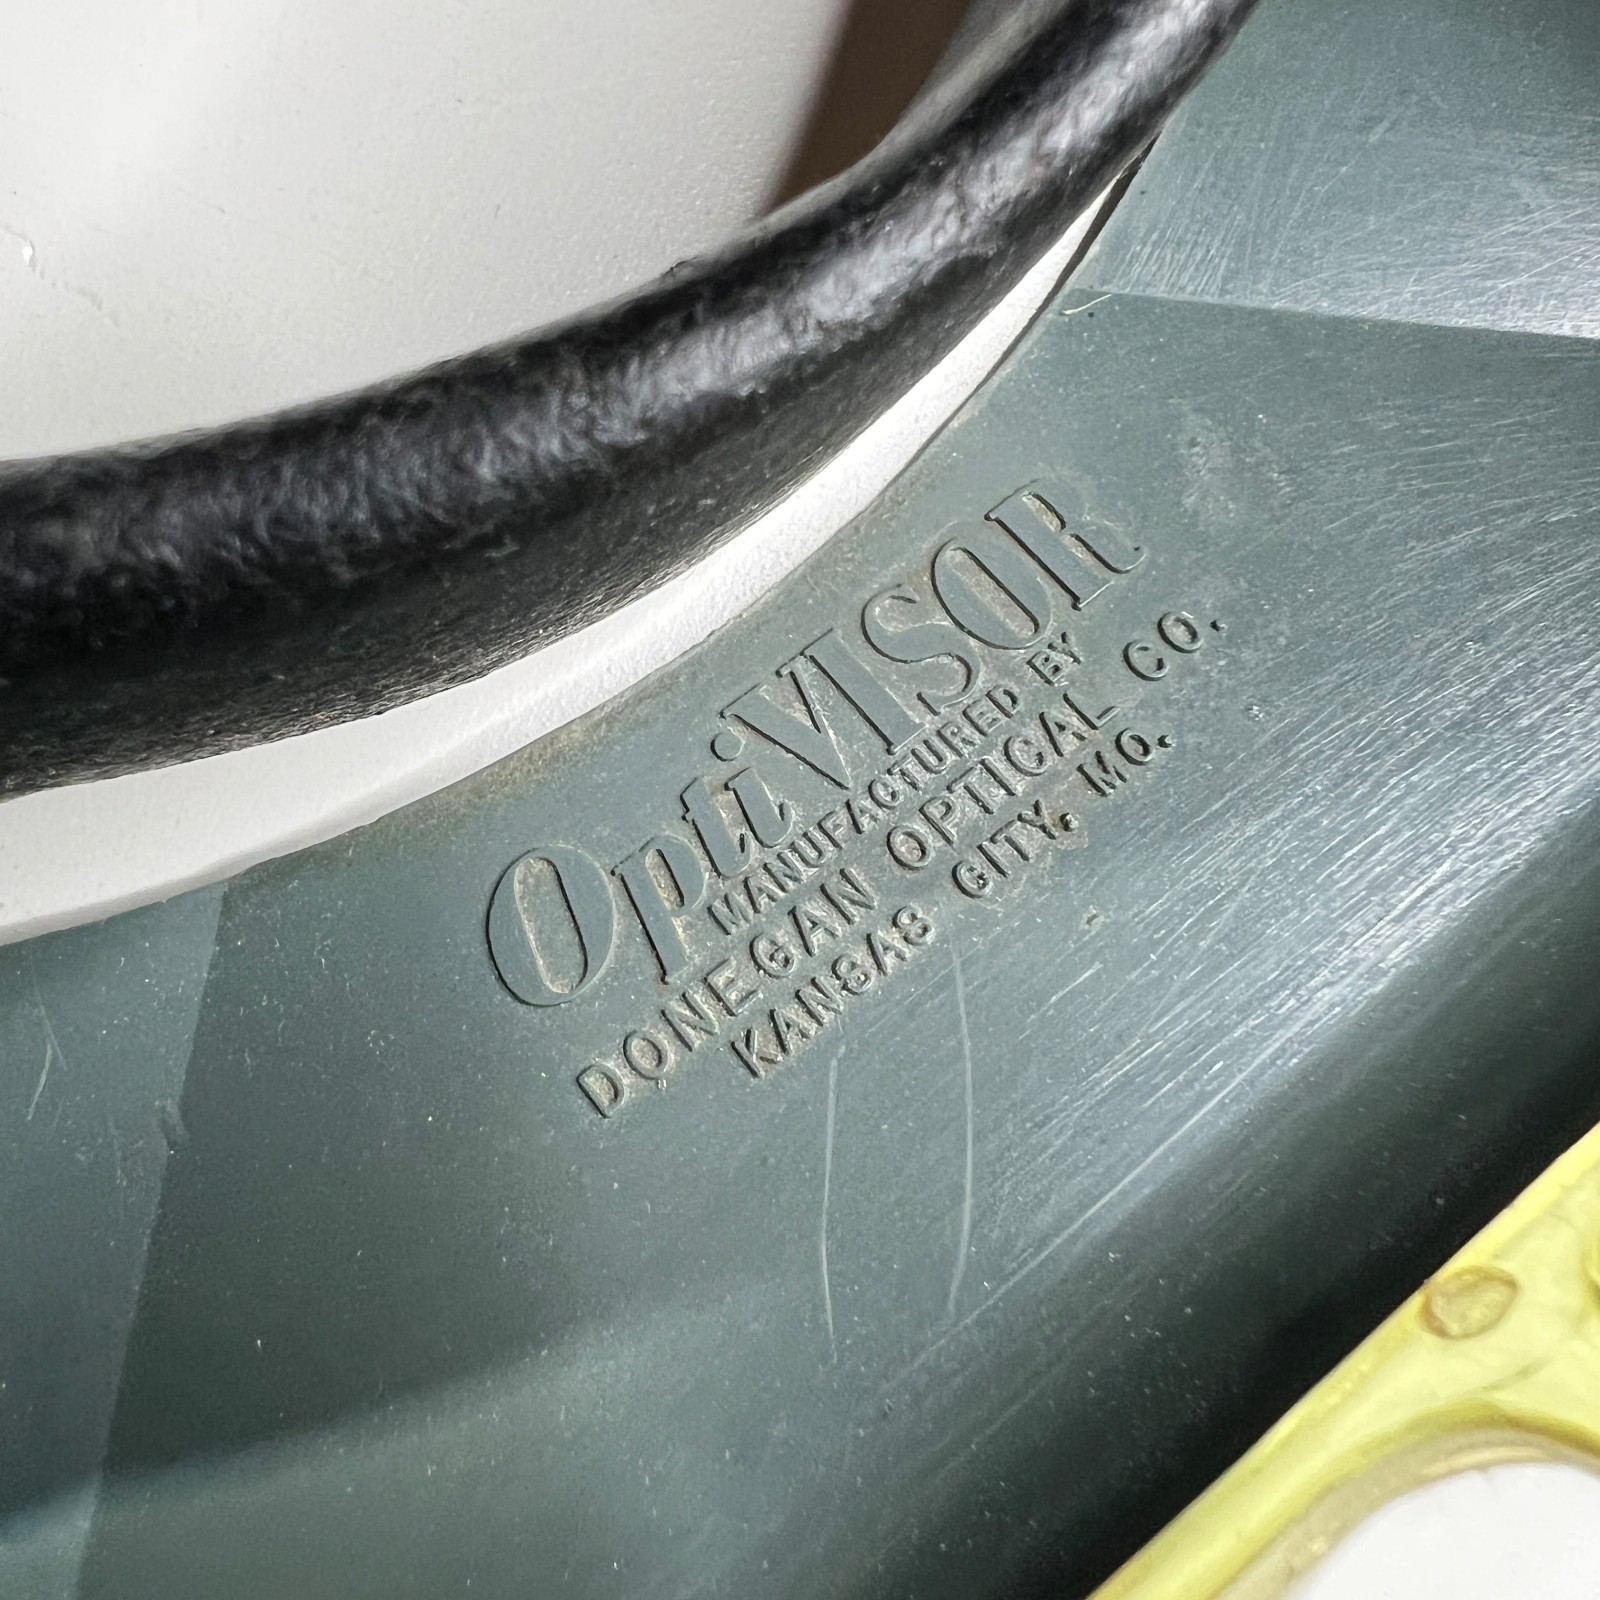 OptiVISOR
MANUFACTURED BY
DONEGAN OPTICAL CO.
KANSAS CITY, MO.